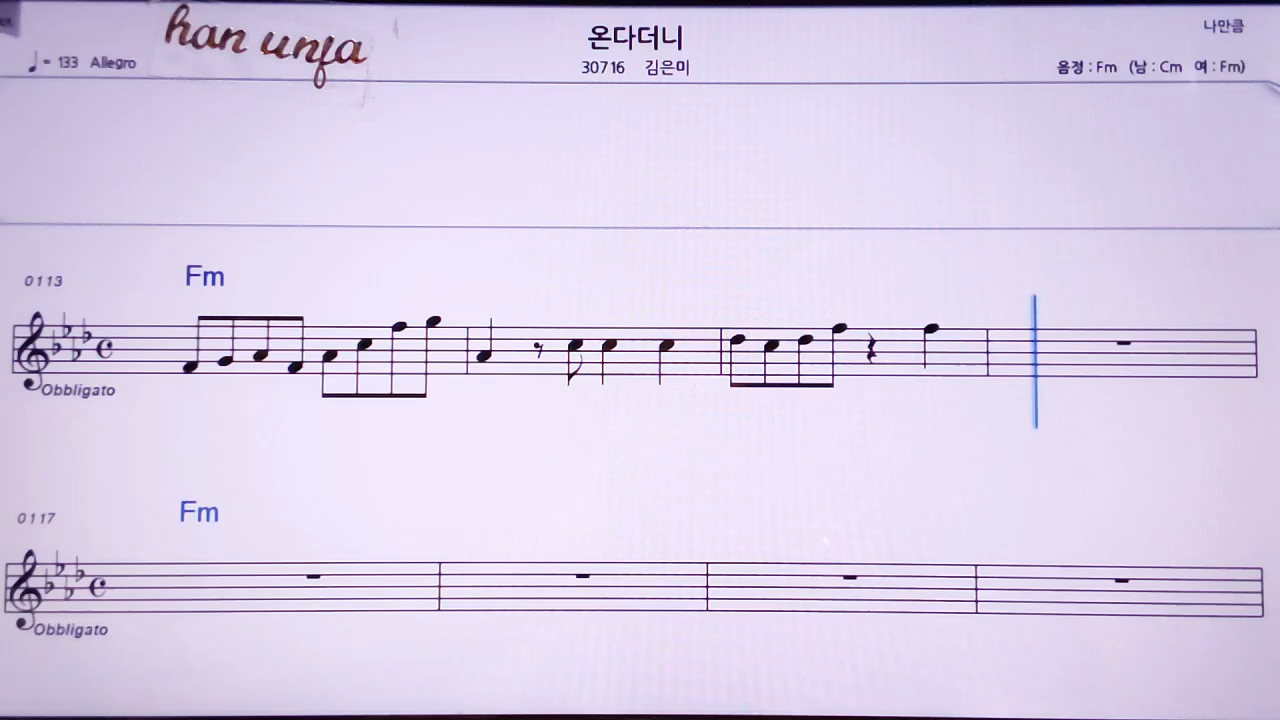 han unfa
온다더니
나만큼
♩ = 133 Allegro
30716 김은미
음정 : Fm (남 : Cm 여 : Fm)
0113
Fm
Obbligato
0117
Fm
Obbligato